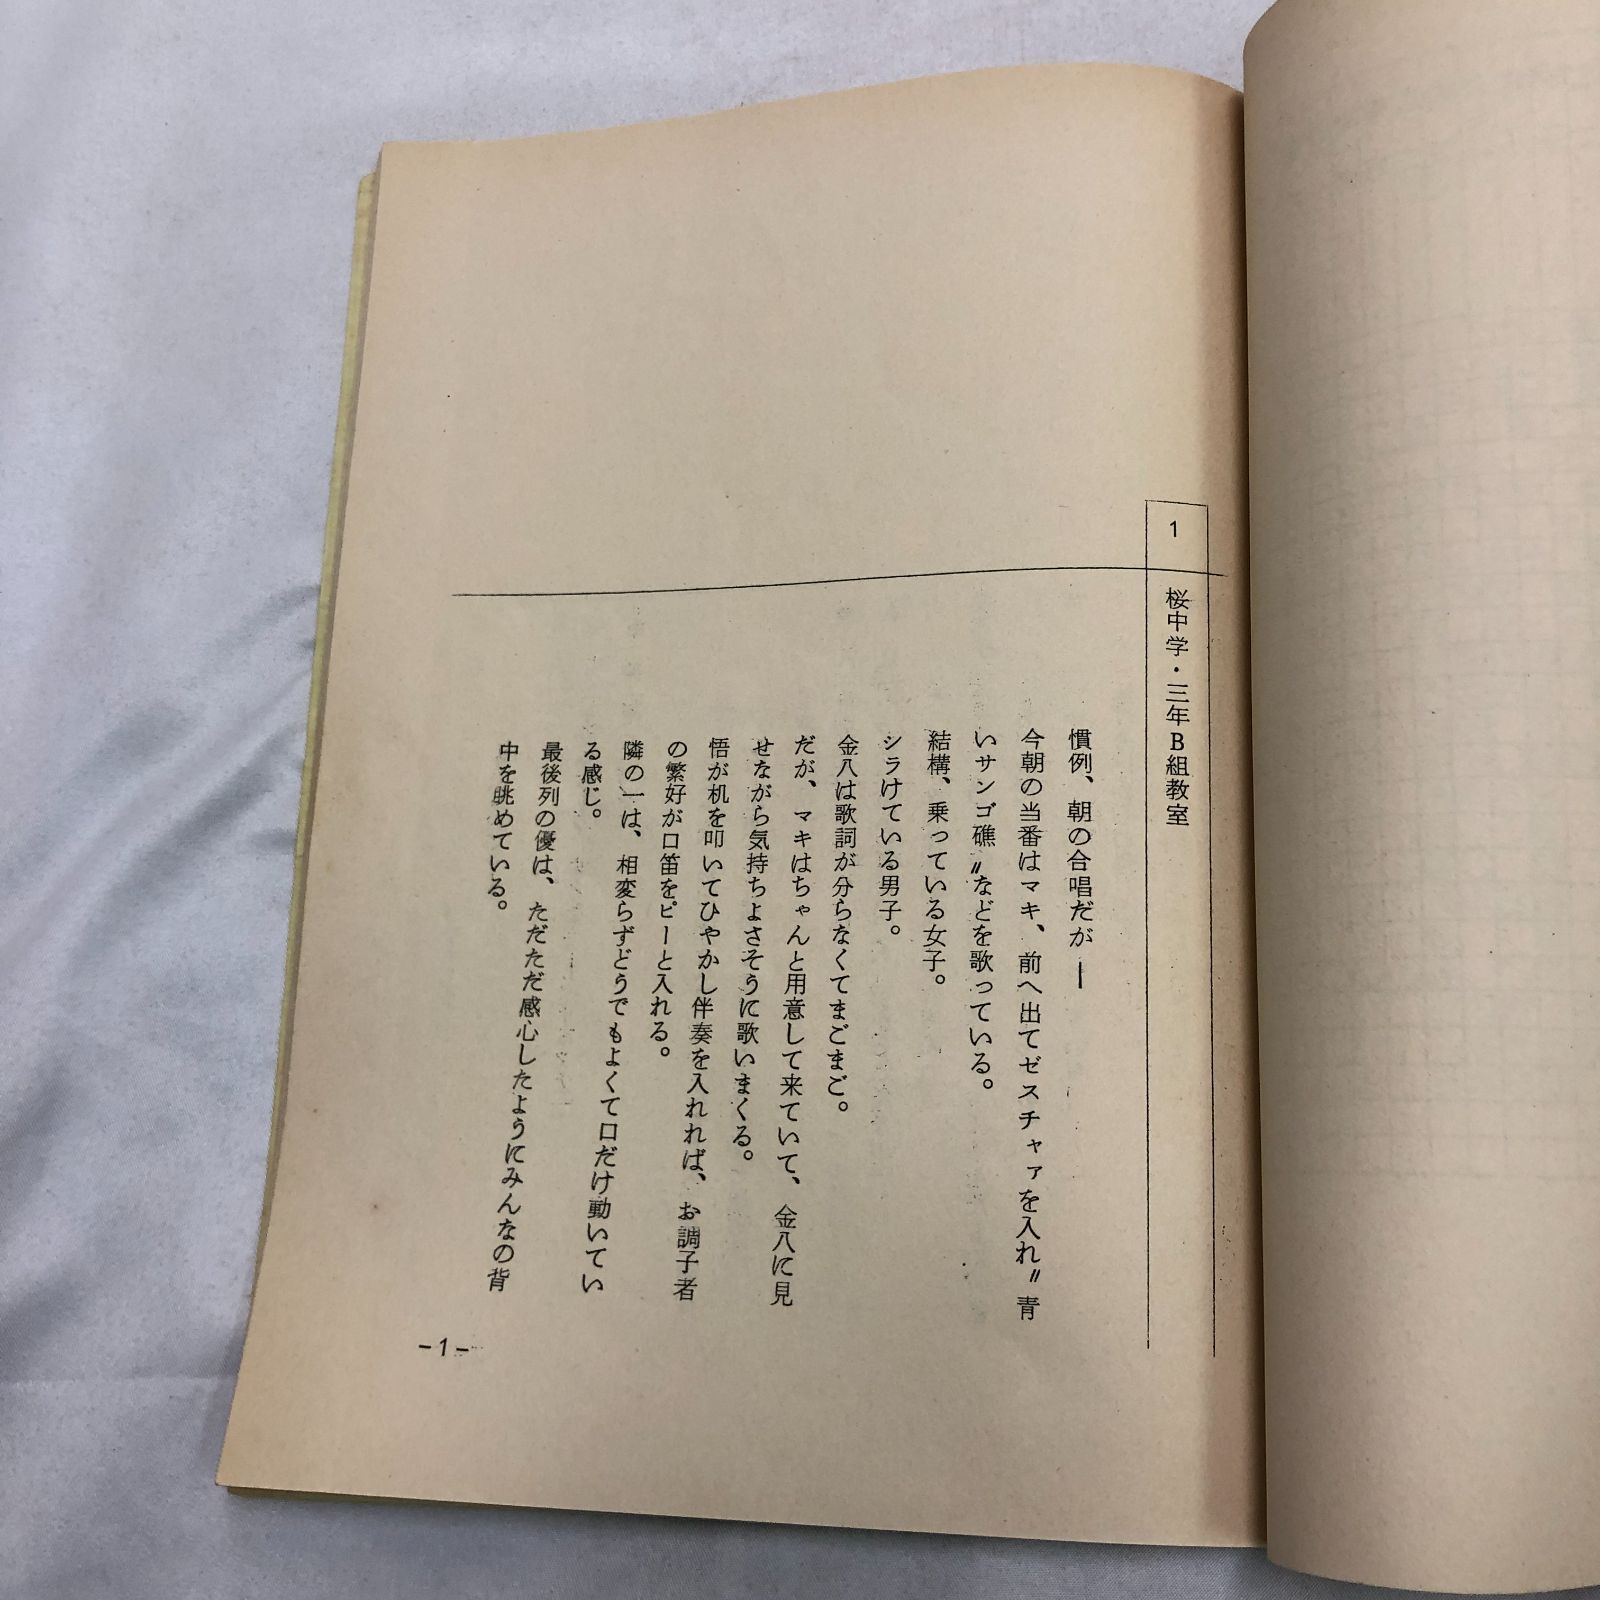 1
桜中学・三年B組教室
慣例、朝の合唱だが―
今朝の当番はマキ、前へ出てゼスチャァを入れ〃青
いサンゴ礁〃などを歌っている。
結構、乗っている女子。
シラけている男子。
金八は歌詞が分らなくてまごまご。
だが、マキはちゃんと用意して来ていて、金八に見
せながら気持ちよさそうに歌いまくる。
悟が机を叩いてひやかし伴奏を入れれば、お調子者
の繁好が口笛をピーと入れる。
隣の一は、相変らずどうでもよくて口だけ動いてい
る感じ。
最後列の優は、ただただ感心したようにみんなの背
中を眺めている。
-1-